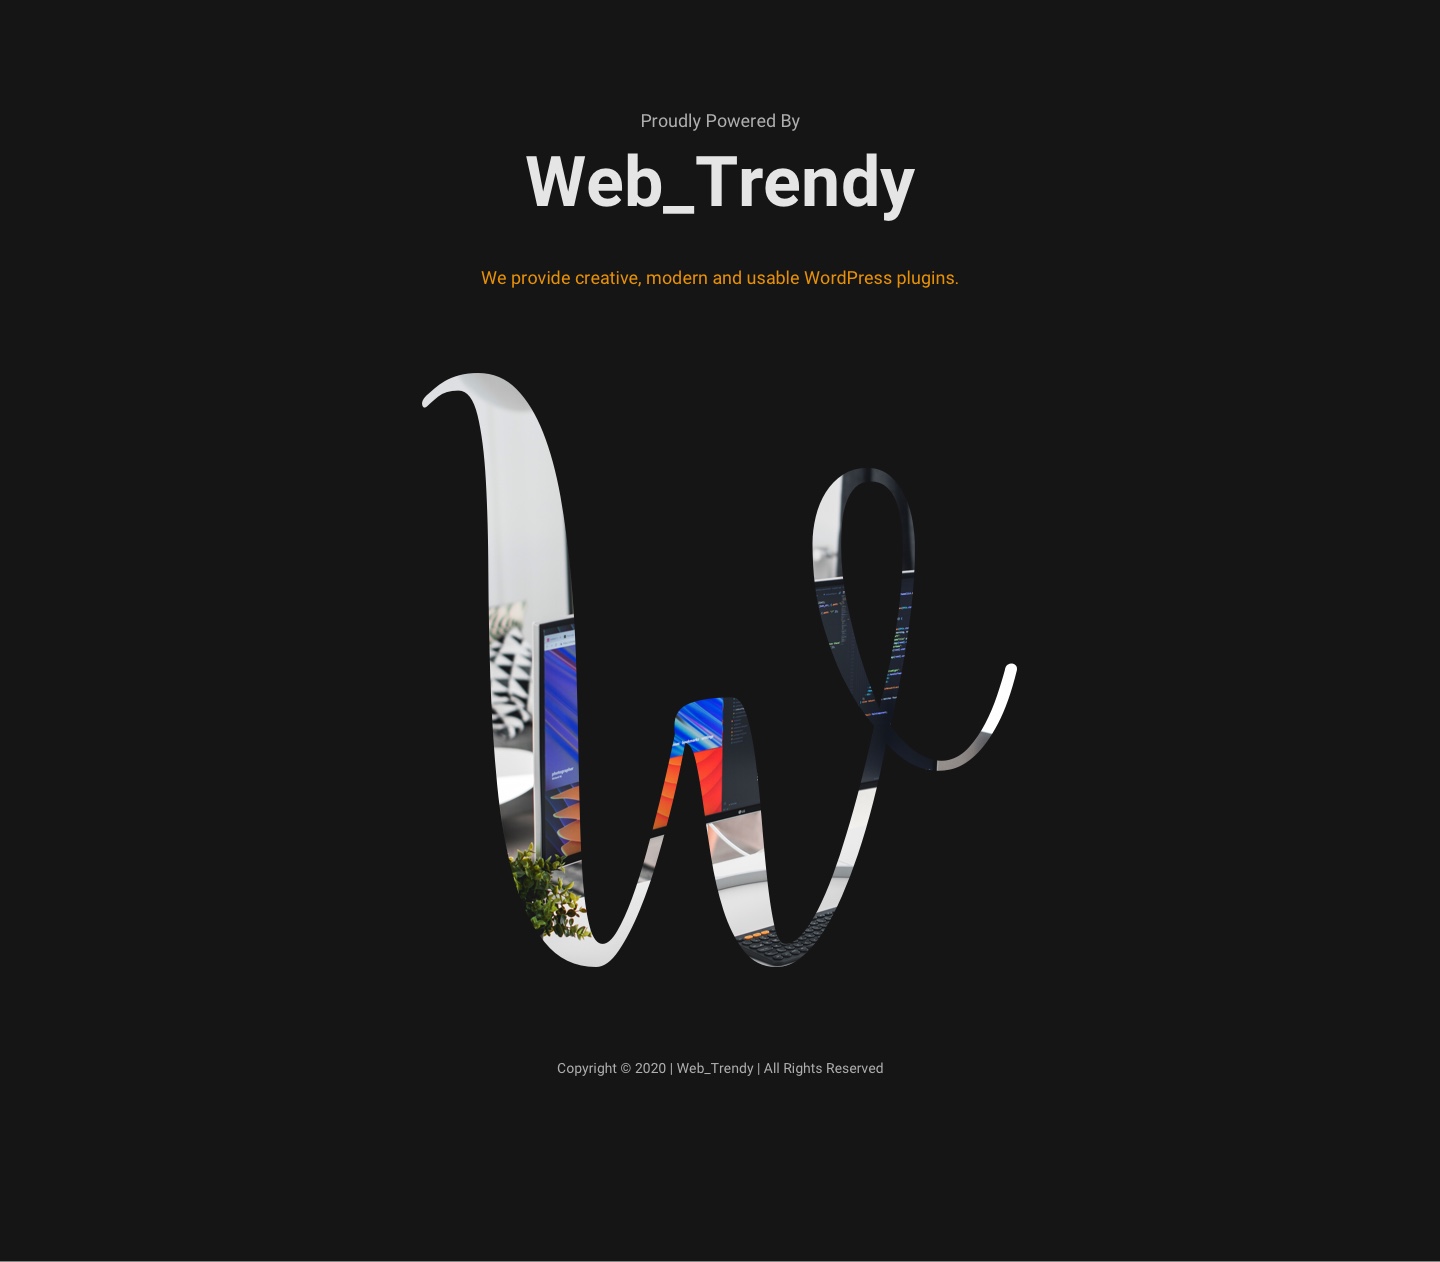 Proudly Powered By
Web_Trendy
We provide creative, modern and usable WordPress plugins.
Copyright © 2020 | Web_Trendy | All Rights Reserved